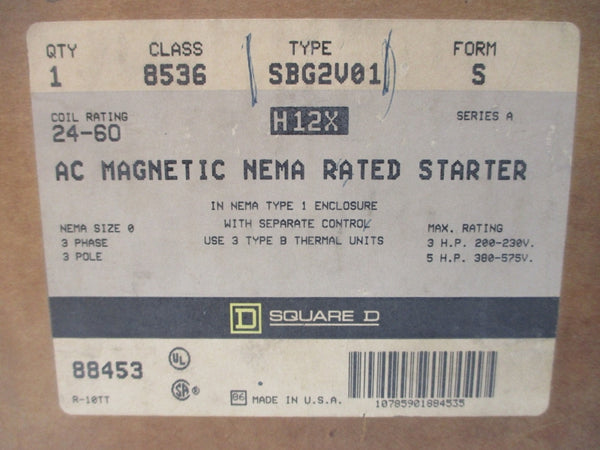 QTY CLASS TYPE FORM
1 8536 SBG2V01 S
COIL RATING
24-60
H12X
SERIES A
AC MAGNETIC NEMA RATED STARTER
IN NEMA TYPE 1 ENCLOSURE
WITH SEPARATE CONTROL
USE 3 TYPE B THERMAL UNITS
NEMA SIZE 0
3 PHASE
3 POLE
MAX. RATING
3 H.P. 200-230V.
5 H.P. 380-575V.
D SQUARE D
88453
R-10TT
UL
SA ®
86 MADE IN U.S.A.
10785901884535